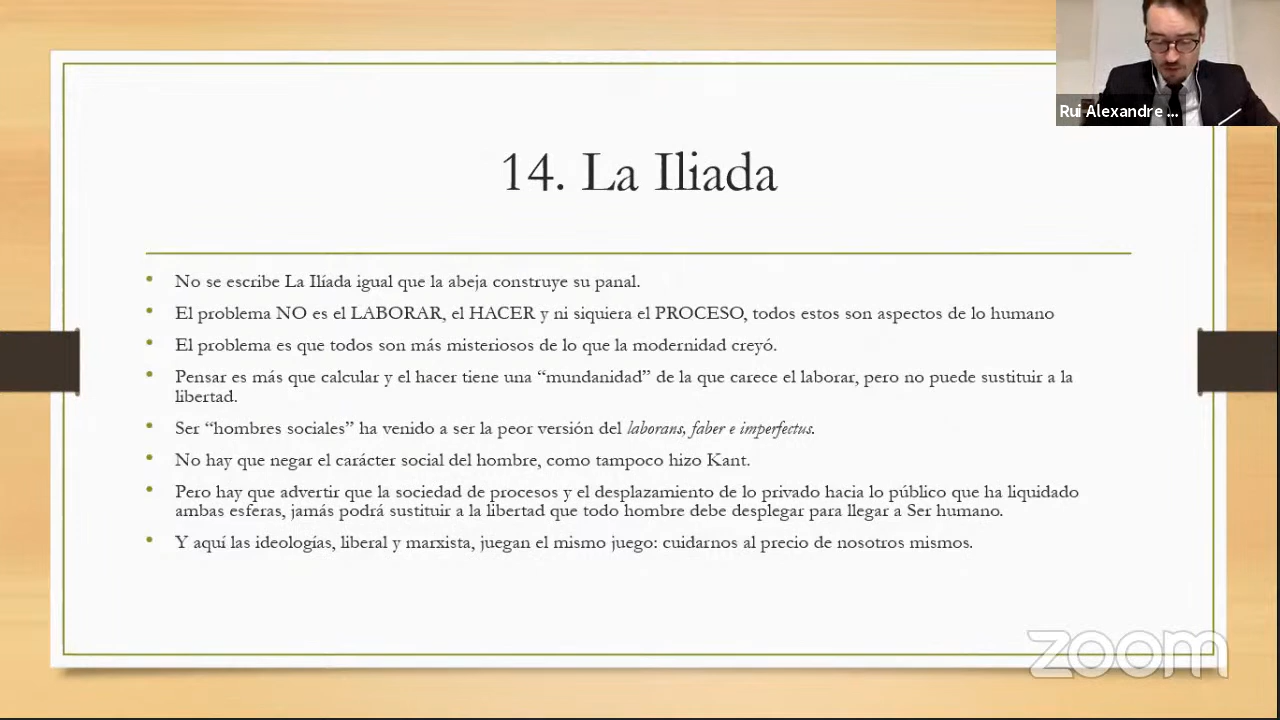 Rui Alexandre ...
14. La Iliada
• No se escribe La Ilíada igual que la abeja construye su panal.
• El problema NO es el LABORAR, el HACER y ni siquiera el PROCESO, todos estos son aspectos de lo humano
• El problema es que todos son más misteriosos de lo que la modernidad creyó.
• Pensar es más que calcular y el hacer tiene una “mundanidad” de la que carece el laborar, pero no puede sustituir a la
libertad.
• Ser “hombres sociales” ha venido a ser la peor versión del laborans, faber e imperfectus.
• No hay que negar el carácter social del hombre, como tampoco hizo Kant.
• Pero hay que advertir que la sociedad de procesos y el desplazamiento de lo privado hacia lo público que ha liquidado
ambas esferas, jamás podrá sustituir a la libertad que todo hombre debe desplegar para llegar a Ser humano.
• Y aquí las ideologías, liberal y marxista, juegan el mismo juego: cuidarnos al precio de nosotros mismos.
zoom